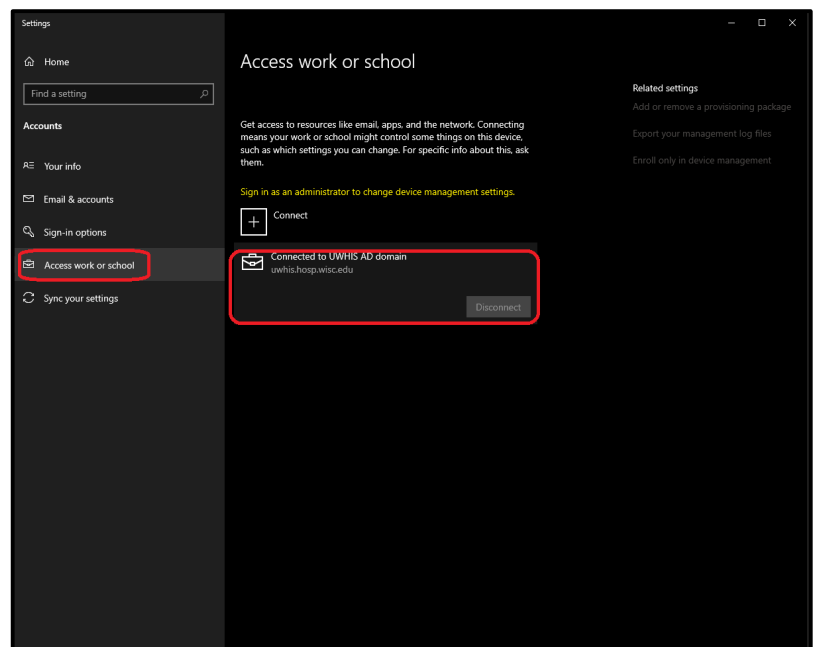 Settings
Home
Find a setting
Accounts
Your info
Email & accounts
Sign-in options
Access work or school
Sync your settings
Access work or school
Get access to resources like email, apps, and the network. Connecting
means your work or school might control some things on this device,
such as which settings you can change. For specific info about this, ask
them.
Sign in as an administrator to change device management settings.
Connect
Connected to UWHIS AD domain
uwhis.hosp.wisc.edu
Disconnect
Related settings
Add or remove a provisioning package
Export your management log files
Enroll only in device management